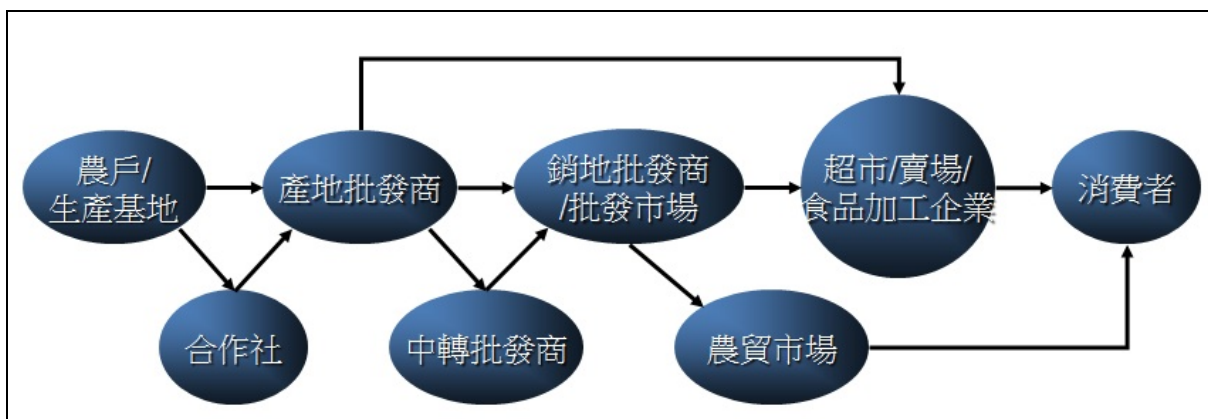 農戶/
生產基地
產地批發商
銷地批發商
/批發市場
超市/賣場/
食品加工企業
消費者
合作社
中轉批發商
農貿市場